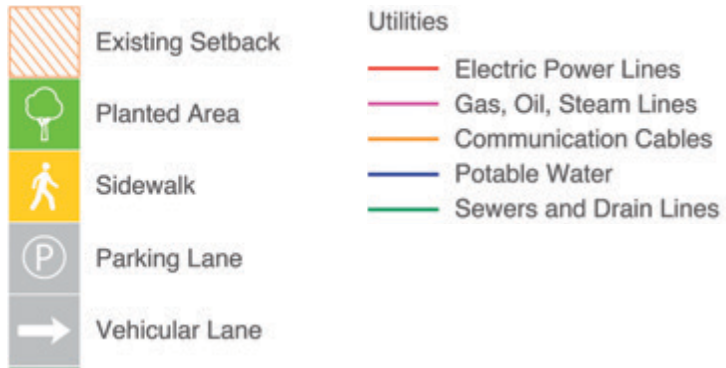 Existing Setback
Planted Area
Sidewalk
P
Parking Lane
Vehicular Lane
Utilities
Electric Power Lines
Gas, Oil, Steam Lines
Communication Cables
Potable Water
Sewers and Drain Lines